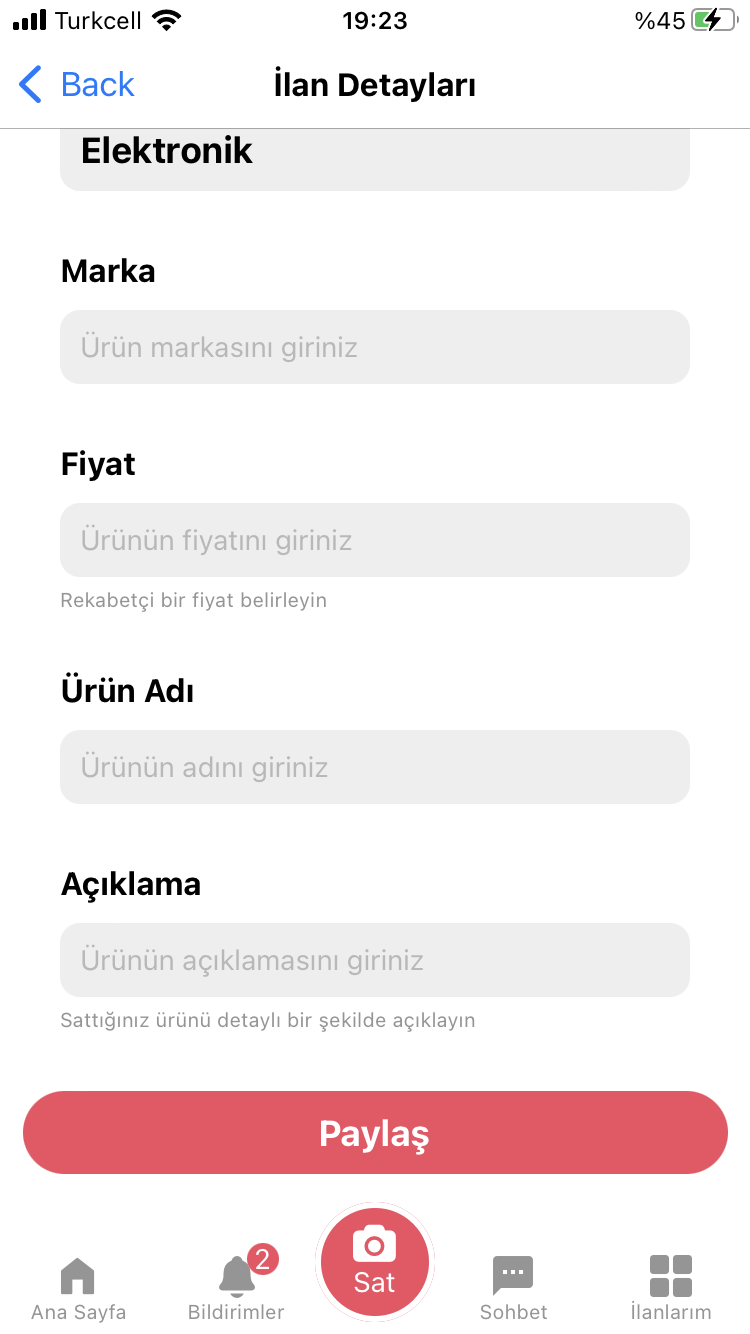 Turkcell 19:23 %45
Back İlan Detayları
Elektronik
Marka
Ürün markasını giriniz
Fiyat
Ürünün fiyatını giriniz
Rekabetçi bir fiyat belirleyin
Ürün Adı
Ürünün adını giriniz
Açıklama
Ürünün açıklamasını giriniz
Sattığınız ürünü detaylı bir şekilde açıklayın
Paylaş
2
Sat
Ana Sayfa Bildirimler Sohbet İlanlarım